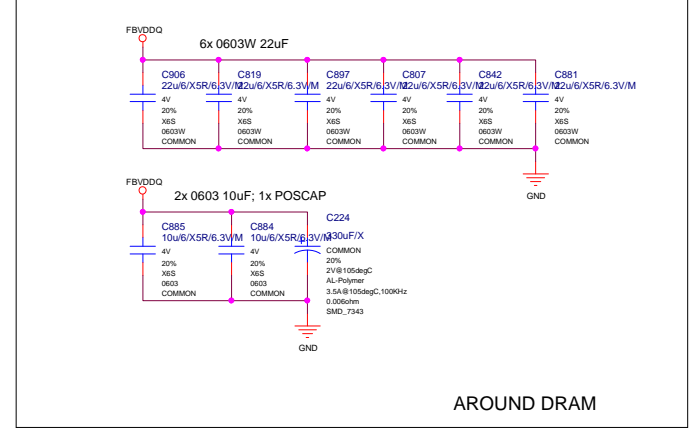 FBVDDQ
6x 0603W 22uF
C906
22u/6/X5R/6.3V/M
4V
20%
X6S
0603W
COMMON
C819
22u/6/X5R/6.3V/M
4V
20%
X6S
0603W
COMMON
C897
22u/6/X5R/6.3V/M
4V
20%
X6S
0603W
COMMON
C807
22u/6/X5R/6.3V/M
4V
20%
X6S
0603W
COMMON
C842
22u/6/X5R/6.3V/M
4V
20%
X6S
0603W
COMMON
C881
22u/6/X5R/6.3V/M
4V
20%
X6S
0603W
COMMON
GND
FBVDDQ
2x 0603 10uF; 1x POSCAP
C885
10u/6/X5R/6.3V/M
4V
20%
X6S
0603
COMMON
C884
10u/6/X5R/6.3V/M
4V
20%
X6S
0603
COMMON
C224
330uF/X
COMMON
20%
2V@105degC
AL-Polymer
3.5A@105degC,100KHz
0.006ohm
SMD_7343
GND
AROUND DRAM